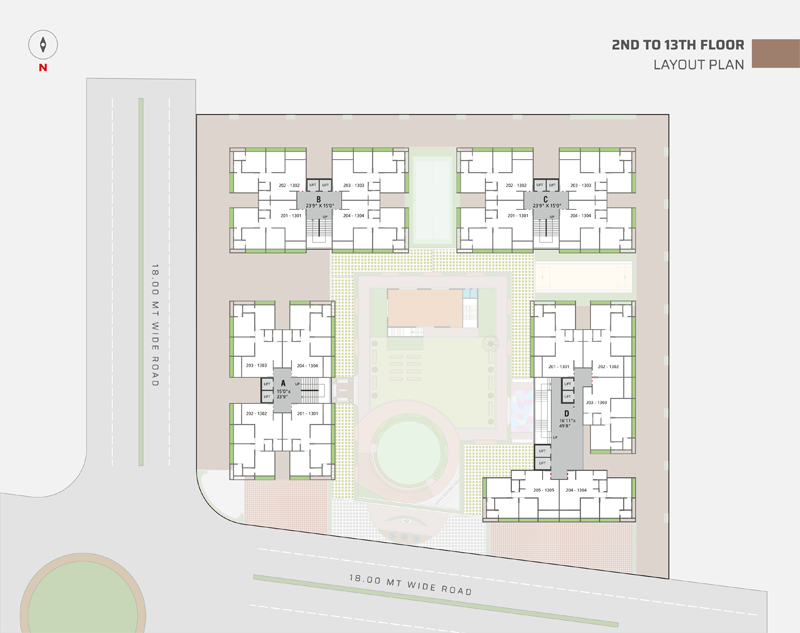 2ND TO 13TH FLOOR
LAYOUT PLAN
N
18.00 MT WIDE ROAD
202 - 1302
LIFT
LIFT
203 - 1303
B
23'9" X 15'0"
201 - 1301
UP
204 - 1304
202 - 1302
LIFT
LIFT
203 - 1303
C
23'9" X 15'0"
201 - 1301
UP
204 - 1304
203 - 1303
204 - 1304
LIFT
LIFT
A
15'0" x
23'9"
UP
202 - 1302
201 - 1301
201 - 1301
202 - 1302
LIFT
LIFT
203 - 1303
D
16'11"x
49'8"
UP
LIFT
LIFT
205 - 1305
204 - 1304
18.00 MT WIDE ROAD